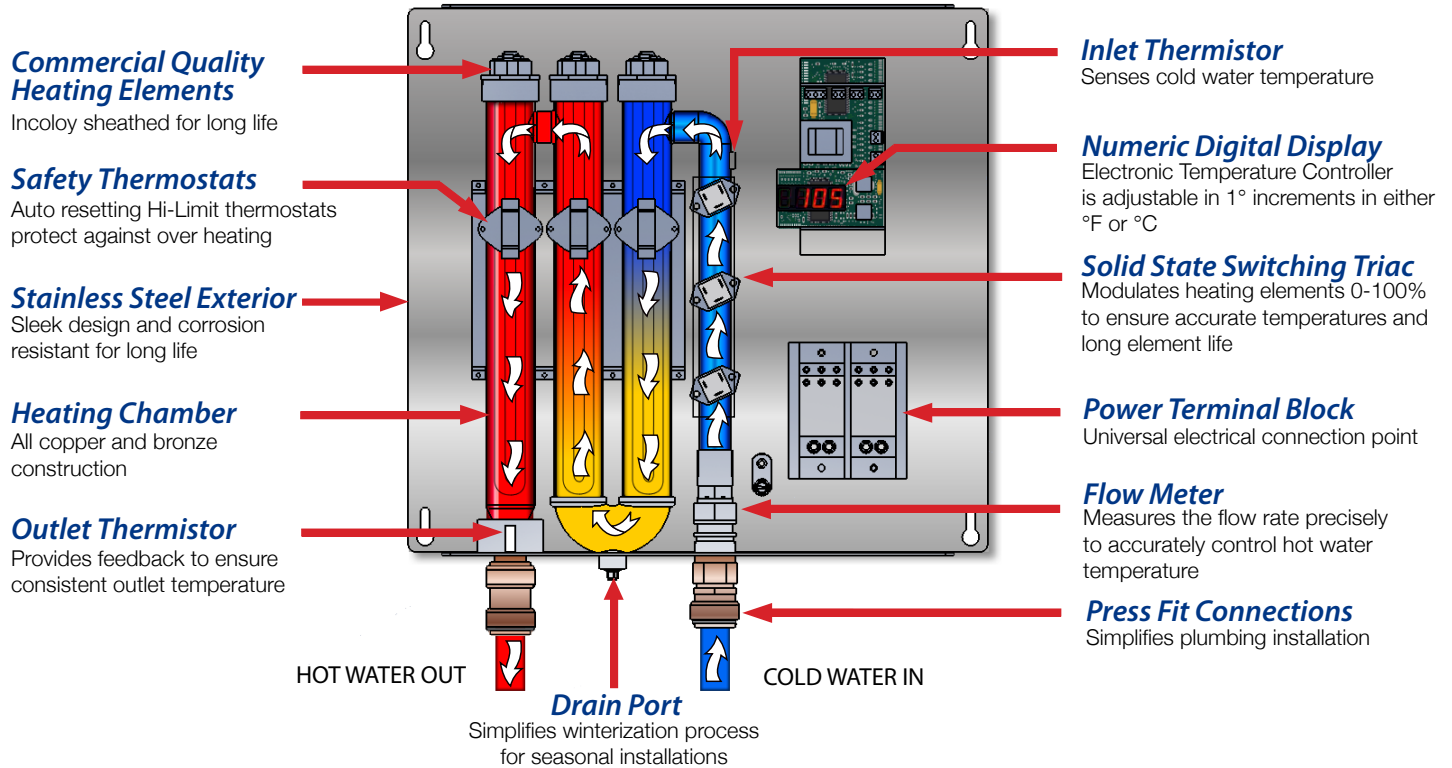 Commercial Quality
Heating Elements
Incoloy sheathed for long life
Safety Thermostats
Auto resetting Hi-Limit thermostats
protect against over heating
Stainless Steel Exterior
Sleek design and corrosion
resistant for long life
Heating Chamber
All copper and bronze
construction
Outlet Thermistor
Provides feedback to ensure
consistent outlet temperature
HOT WATER OUT
Drain Port
Simplifies winterization process
for seasonal installations
COLD WATER IN
105
Inlet Thermistor
Senses cold water temperature
Numeric Digital Display
Electronic Temperature Controller
is adjustable in 1° increments in either
°F or °C
Solid State Switching Triac
Modulates heating elements 0-100%
to ensure accurate temperatures and
long element life
Power Terminal Block
Universal electrical connection point
Flow Meter
Measures the flow rate precisely
to accurately control hot water
temperature
Press Fit Connections
Simplifies plumbing installation